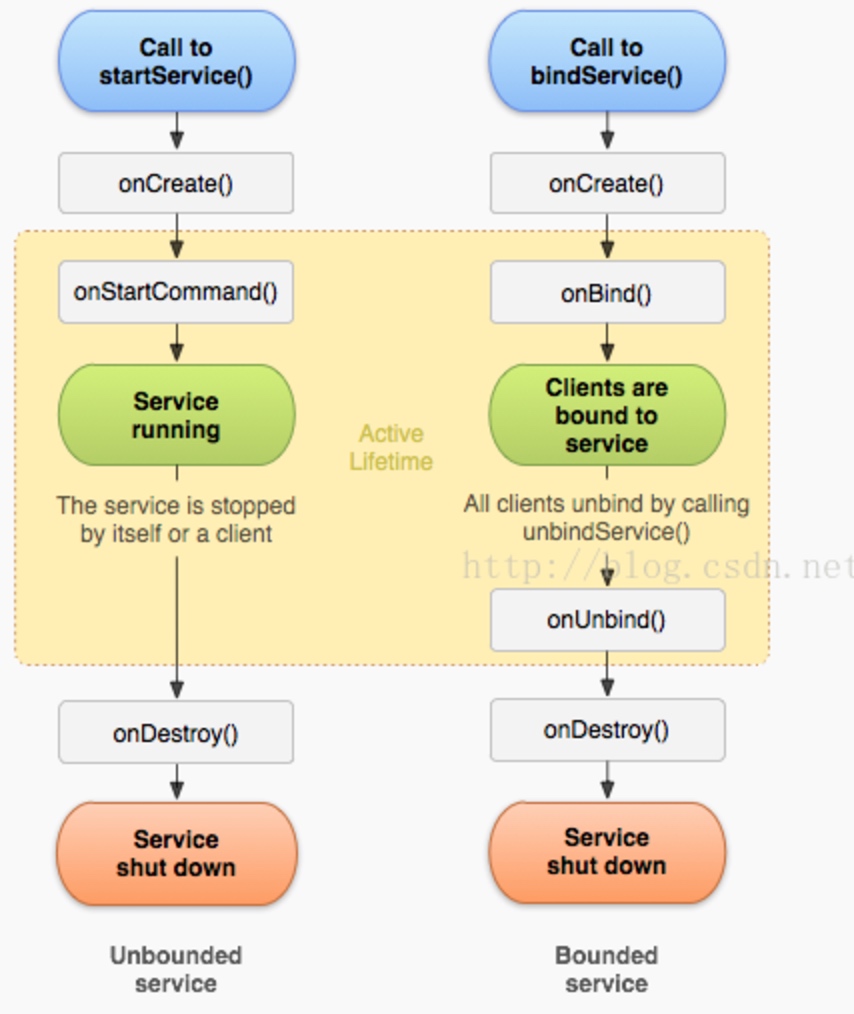 Call to
startService()
onCreate()
onStartCommand()
Service
running
The service is stopped
by itself or a client
onDestroy()
Service
shut down
Unbounded
service
Active
Lifetime
Call to
bindService()
onCreate()
onBind()
Clients are
bound to
service
All clients unbind by calling
unbindService()
http://blog.csdn.net
onUnbind()
onDestroy()
Service
shut down
Bounded
service